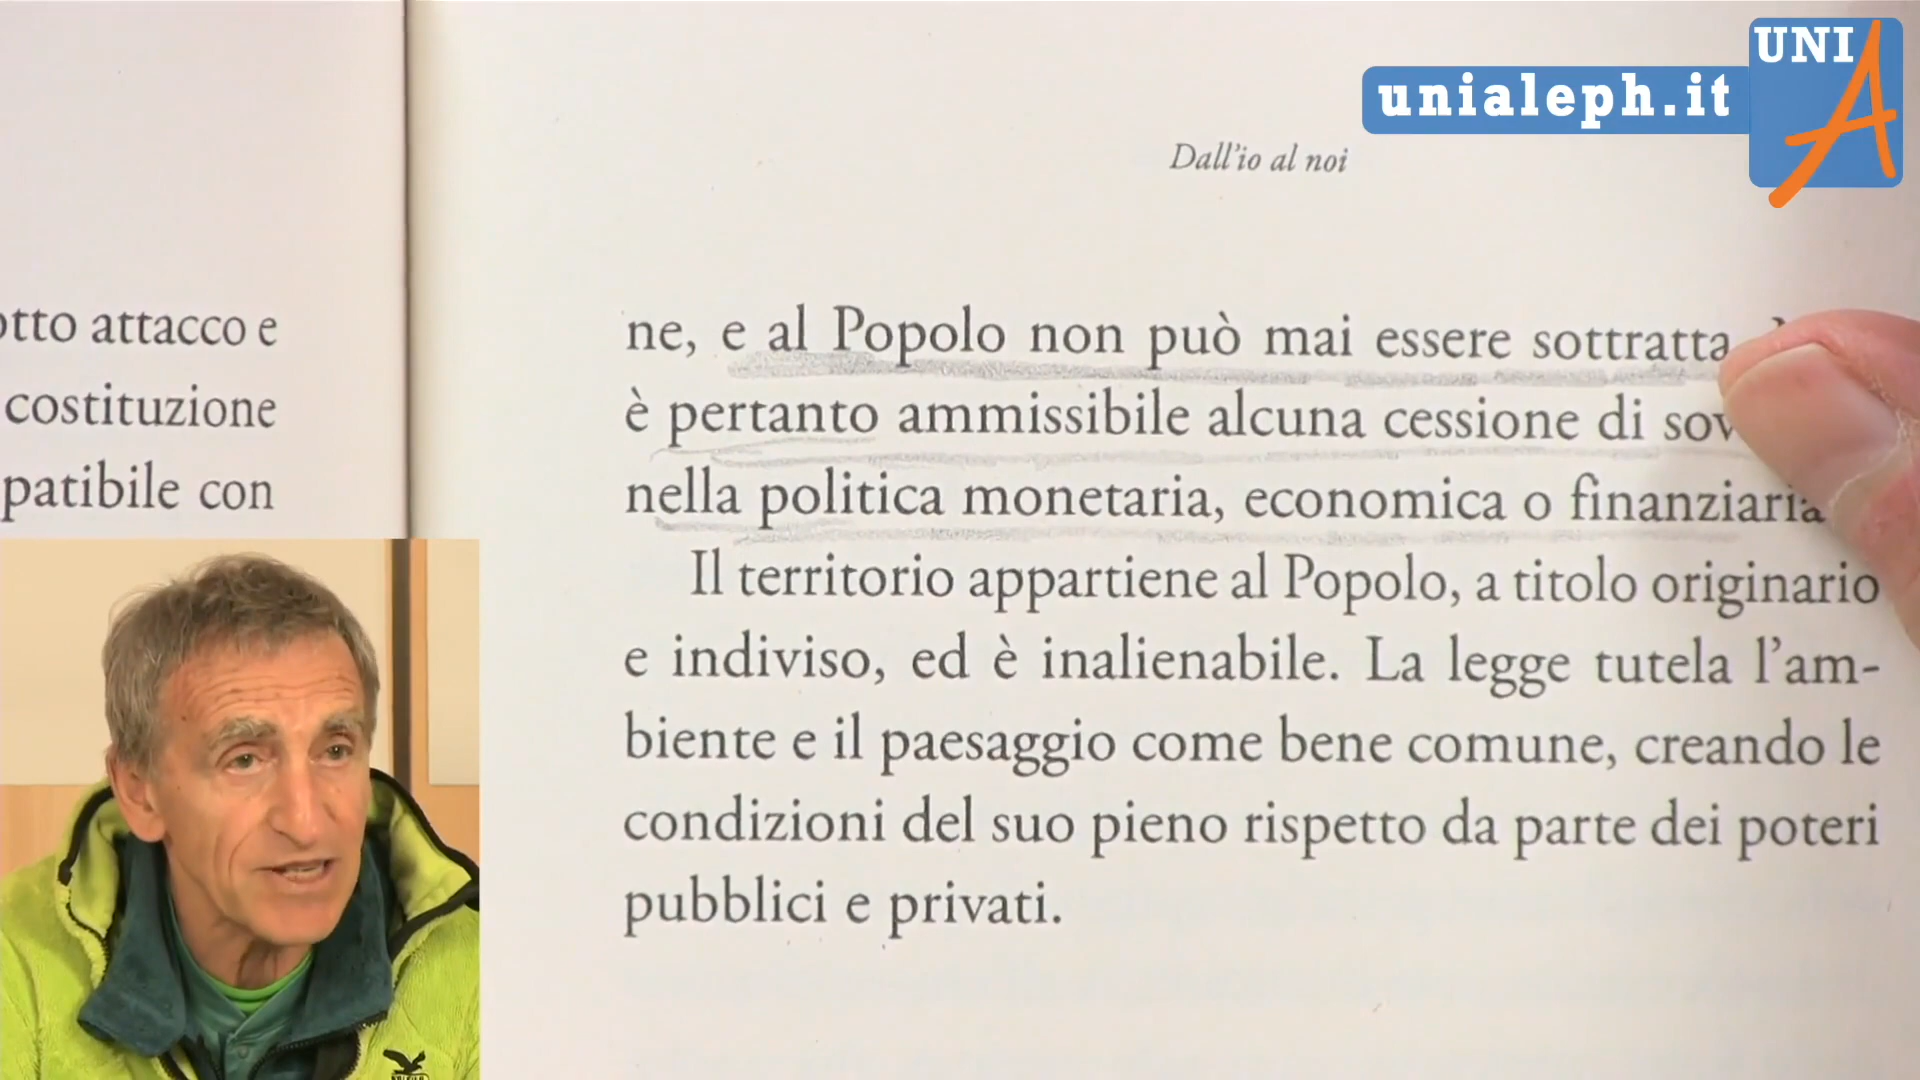 UNI
unialeph.it
A
Dall'io al noi
otto attacco e
costituzione
patibile con
ne, e al Popolo non può mai essere sottratta
è pertanto ammissibile alcuna cessione di sov
nella politica monetaria, economica o finanziaria
Il territorio appartiene al Popolo, a titolo originario
e indiviso, ed è inalienabile. La legge tutela l'am-
biente e il paesaggio come bene comune, creando le
condizioni del suo pieno rispetto da parte dei poteri
pubblici e privati.